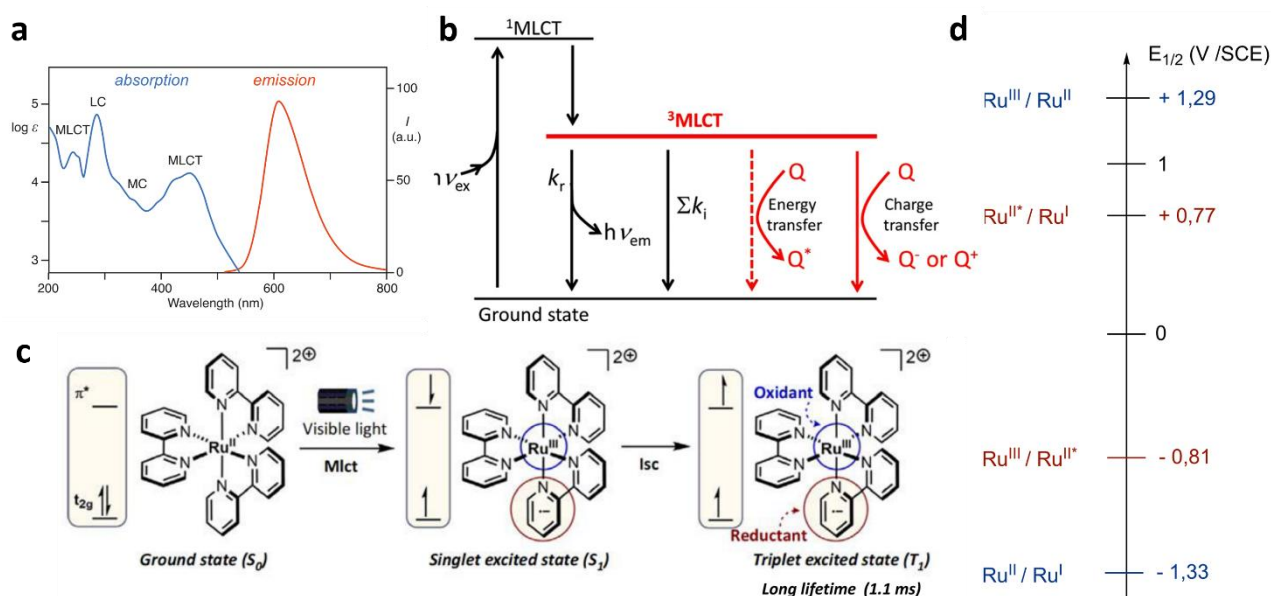 a
absorption
emission
5
log ε
4
3
MLCT
LC
MC
MLCT
100
I
(a.u.)
50
0
200
400
600
800
Wavelength (nm)
b
¹MLCT
³MLCT
hν_ex
k_r
hν_em
Σk_i
Q
Energy
transfer
Q*
Q
Charge
transfer
Q⁻ or Q⁺
Ground state
c
π*
t₂g
Ru^II
2⊕
Ground state (S₀)
Visible light
Mlct
2⊕
Ru^III
Singlet excited state (S₁)
Isc
2⊕
Oxidant
Ru^III
Reductant
Triplet excited state (T₁)
Long lifetime (1.1 ms)
N N N N N N
N N N N N N
N N N N N N
d
E₁/₂ (V /SCE)
Ru^III / Ru^II + 1,29
1
Ru^II* / Ru^I + 0,77
0
Ru^III / Ru^II* - 0,81
Ru^II / Ru^I - 1,33